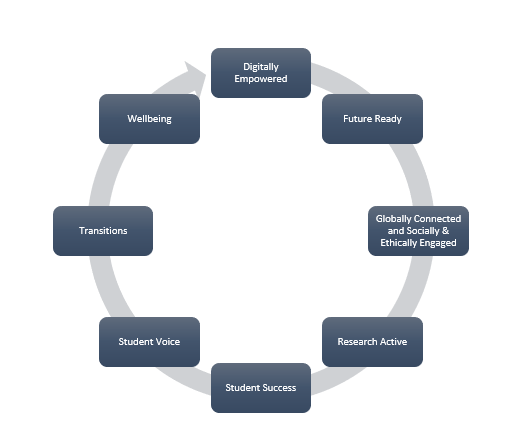 Digitally
Empowered
Future Ready
Globally Connected
and Socially &
Ethically Engaged
Research Active
Student Success
Student Voice
Transitions
Wellbeing